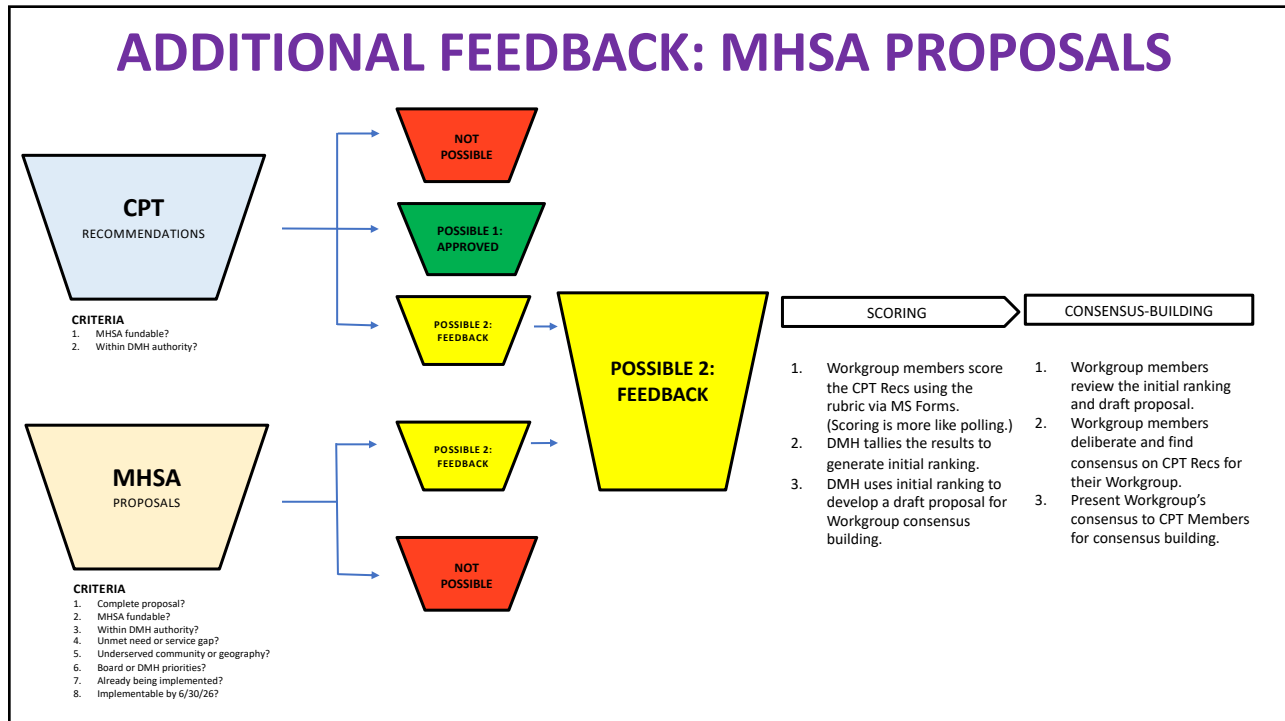 ADDITIONAL FEEDBACK: MHSA PROPOSALS
CPT
RECOMMENDATIONS
CRITERIA
1. MHSA fundable?
2. Within DMH authority?
MHSA
PROPOSALS
CRITERIA
1. Complete proposal?
2. MHSA fundable?
3. Within DMH authority?
4. Unmet need or service gap?
5. Underserved community or geography?
6. Board or DMH priorities?
7. Already being implemented?
8. Implementable by 6/30/26?
NOT
POSSIBLE
POSSIBLE 1:
APPROVED
POSSIBLE 2:
FEEDBACK
POSSIBLE 2:
FEEDBACK
NOT
POSSIBLE
POSSIBLE 2:
FEEDBACK
SCORING
1. Workgroup members score
the CPT Recs using the
rubric via MS Forms.
(Scoring is more like polling.)
2. DMH tallies the results to
generate initial ranking.
3. DMH uses initial ranking to
develop a draft proposal for
Workgroup consensus
building.
CONSENSUS-BUILDING
1. Workgroup members
review the initial ranking
and draft proposal.
2. Workgroup members
deliberate and find
consensus on CPT Recs for
their Workgroup.
3. Present Workgroup's
consensus to CPT Members
for consensus building.